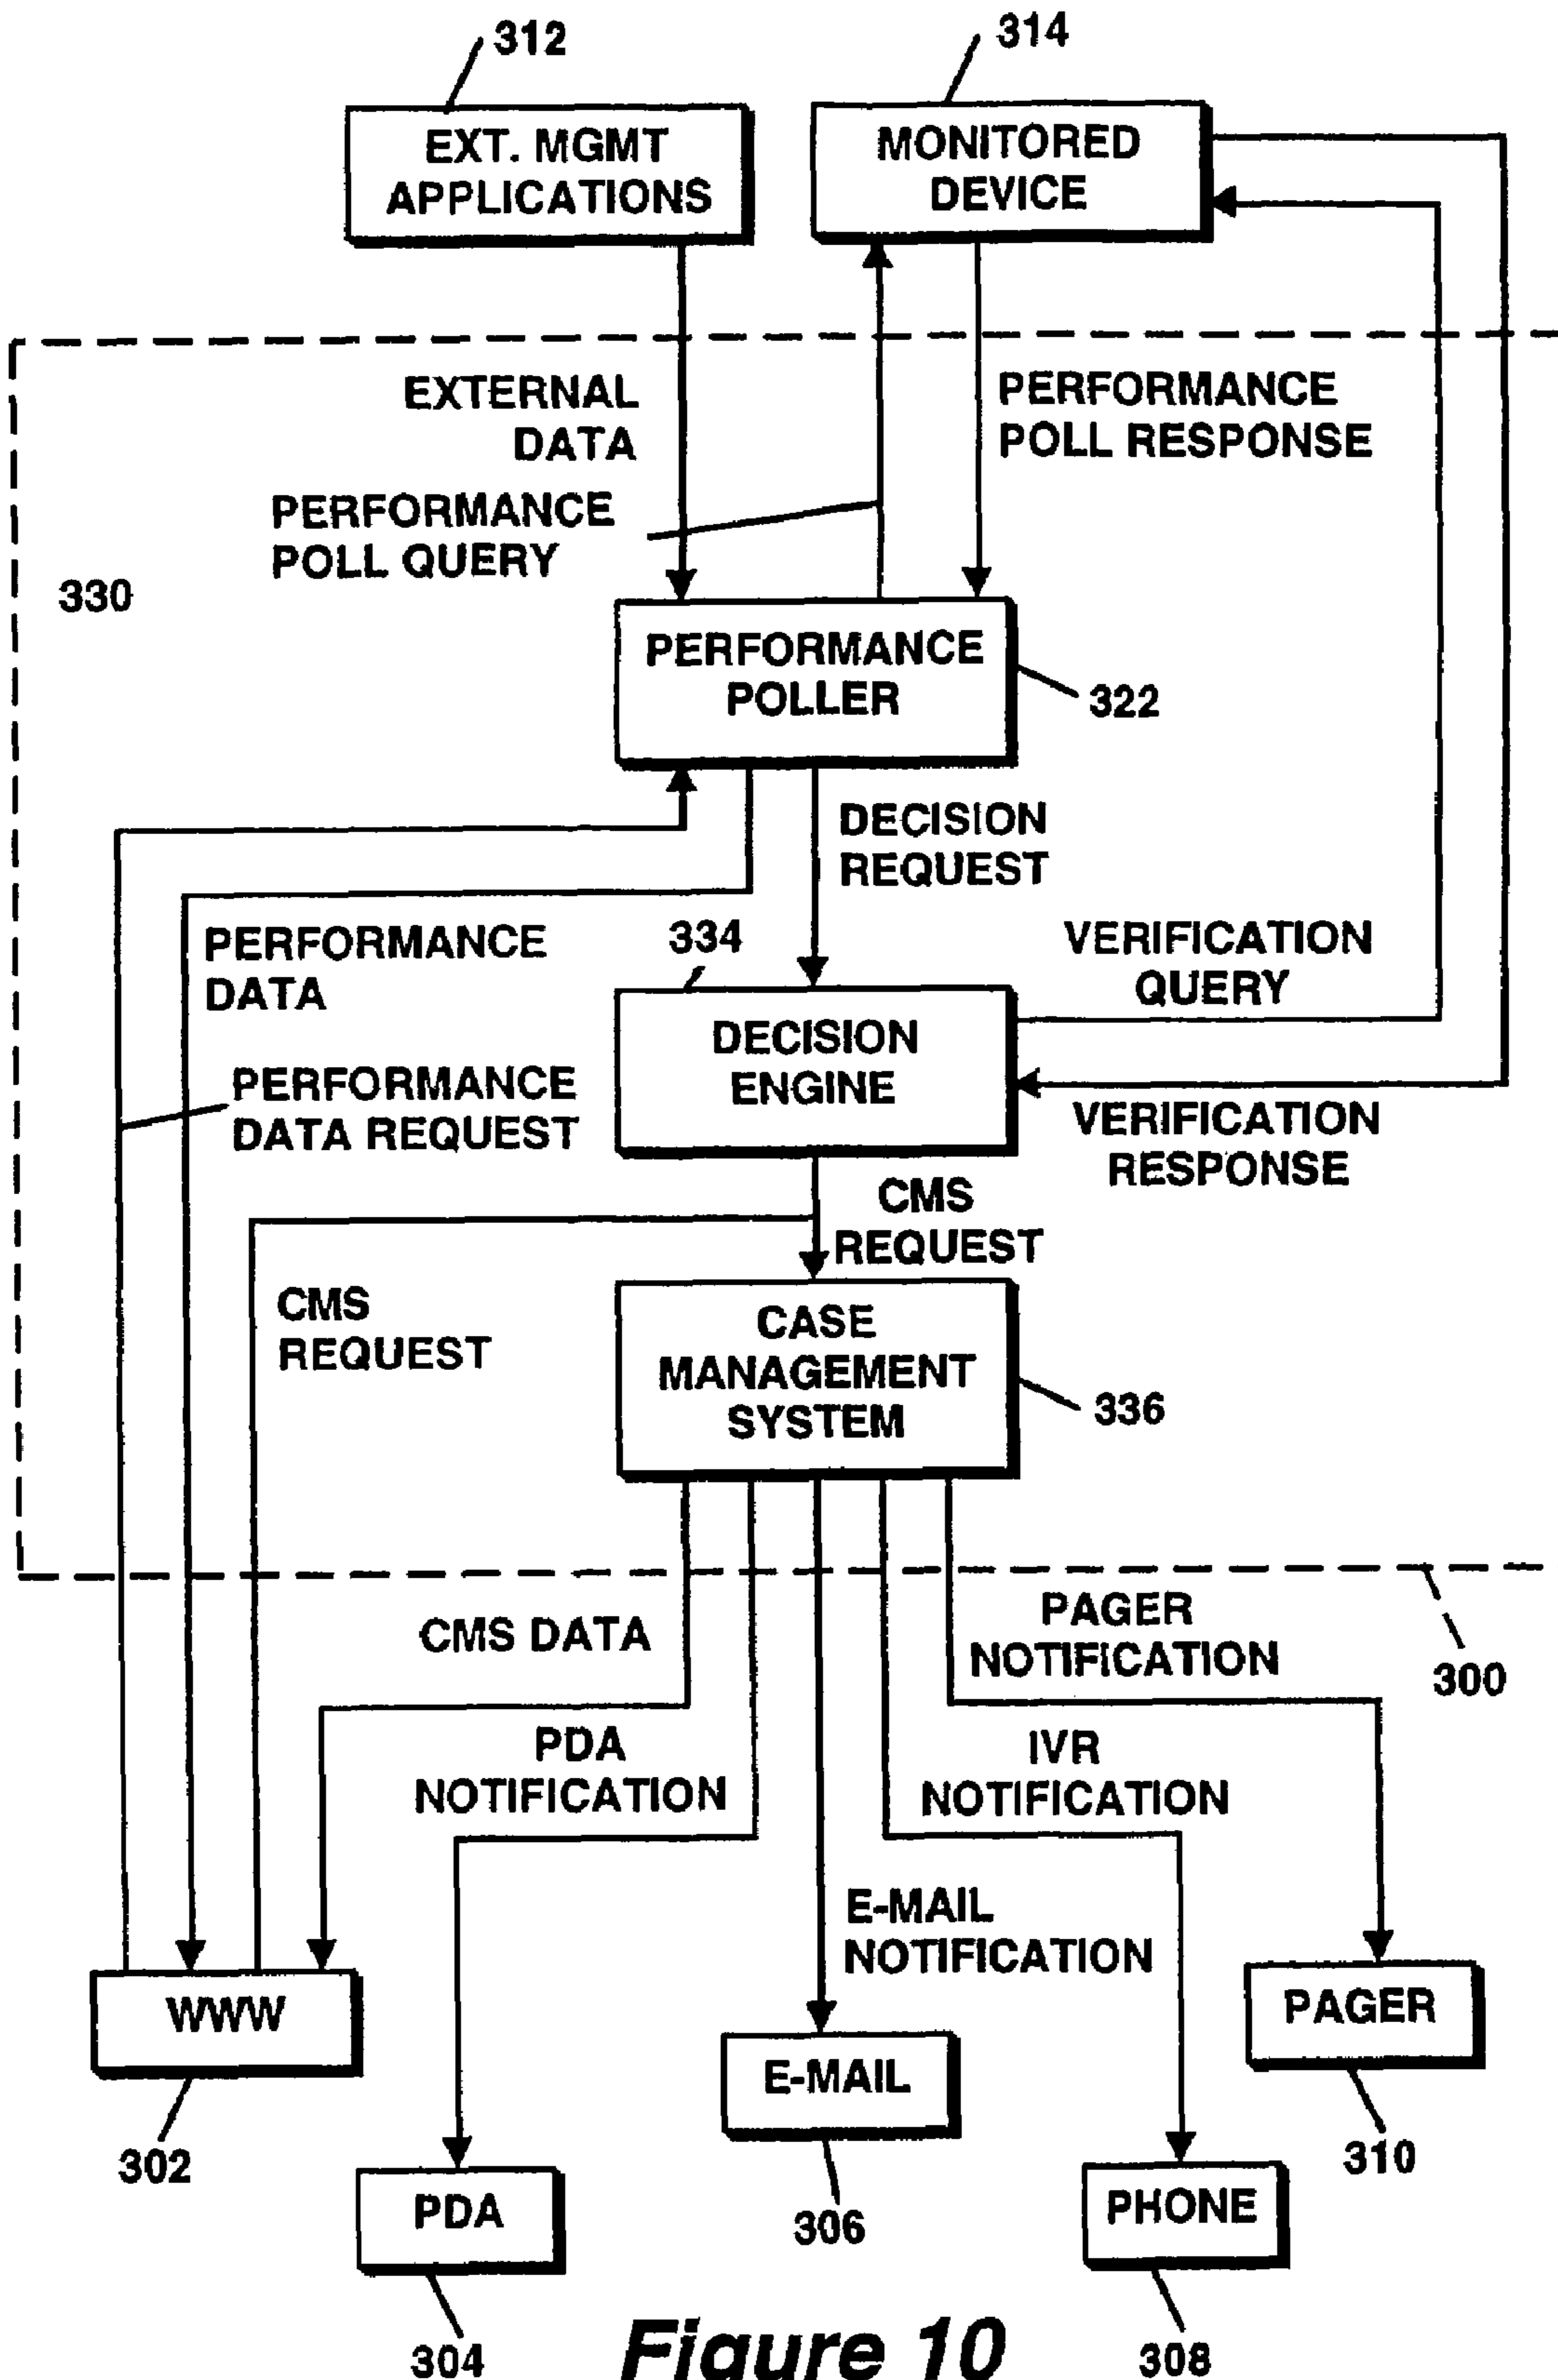 312
314
EXT. MGMT
APPLICATIONS
MONITORED
DEVICE
EXTERNAL
DATA
PERFORMANCE
POLL RESPONSE
PERFORMANCE
POLL QUERY
330
PERFORMANCE
POLLER
322
DECISION
REQUEST
PERFORMANCE
DATA
334
VERIFICATION
QUERY
DECISION
ENGINE
PERFORMANCE
DATA REQUEST
VERIFICATION
RESPONSE
CMS
REQUEST
CMS
REQUEST
CASE
MANAGEMENT
SYSTEM
336
CMS DATA
PAGER
NOTIFICATION
300
PDA
NOTIFICATION
IVR
NOTIFICATION
E-MAIL
NOTIFICATION
WWW
PAGER
E-MAIL
302
310
PDA
306
PHONE
304
308
Figure 10